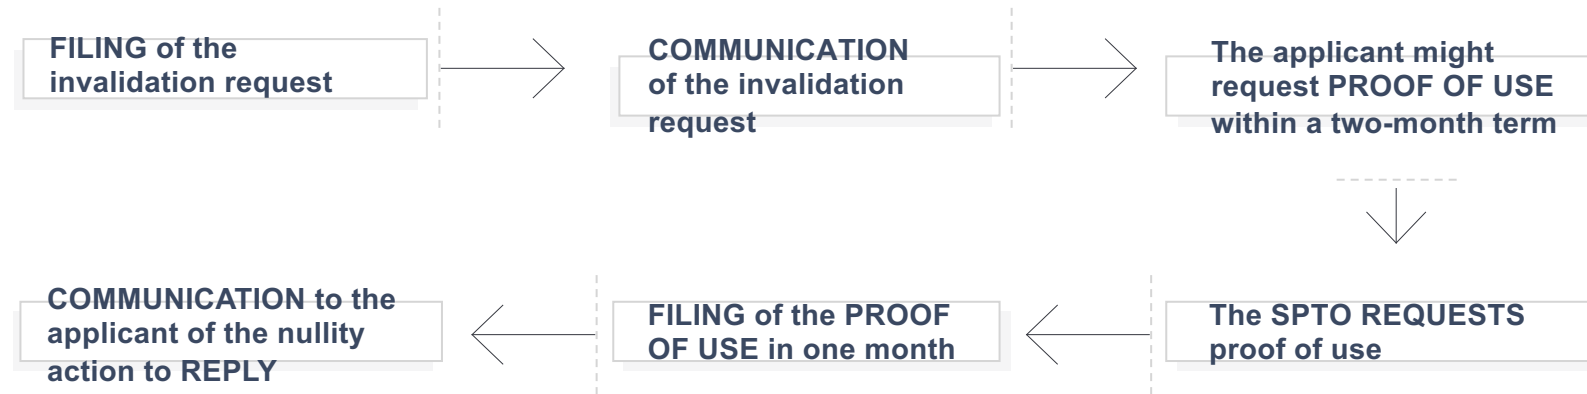 FILING of the
invalidation request
COMMUNICATION
of the invalidation
request
The applicant might
request PROOF OF USE
within a two-month term
The SPTO REQUESTS
proof of use
FILING of the PROOF
OF USE in one month
COMMUNICATION to the
applicant of the nullity
action to REPLY